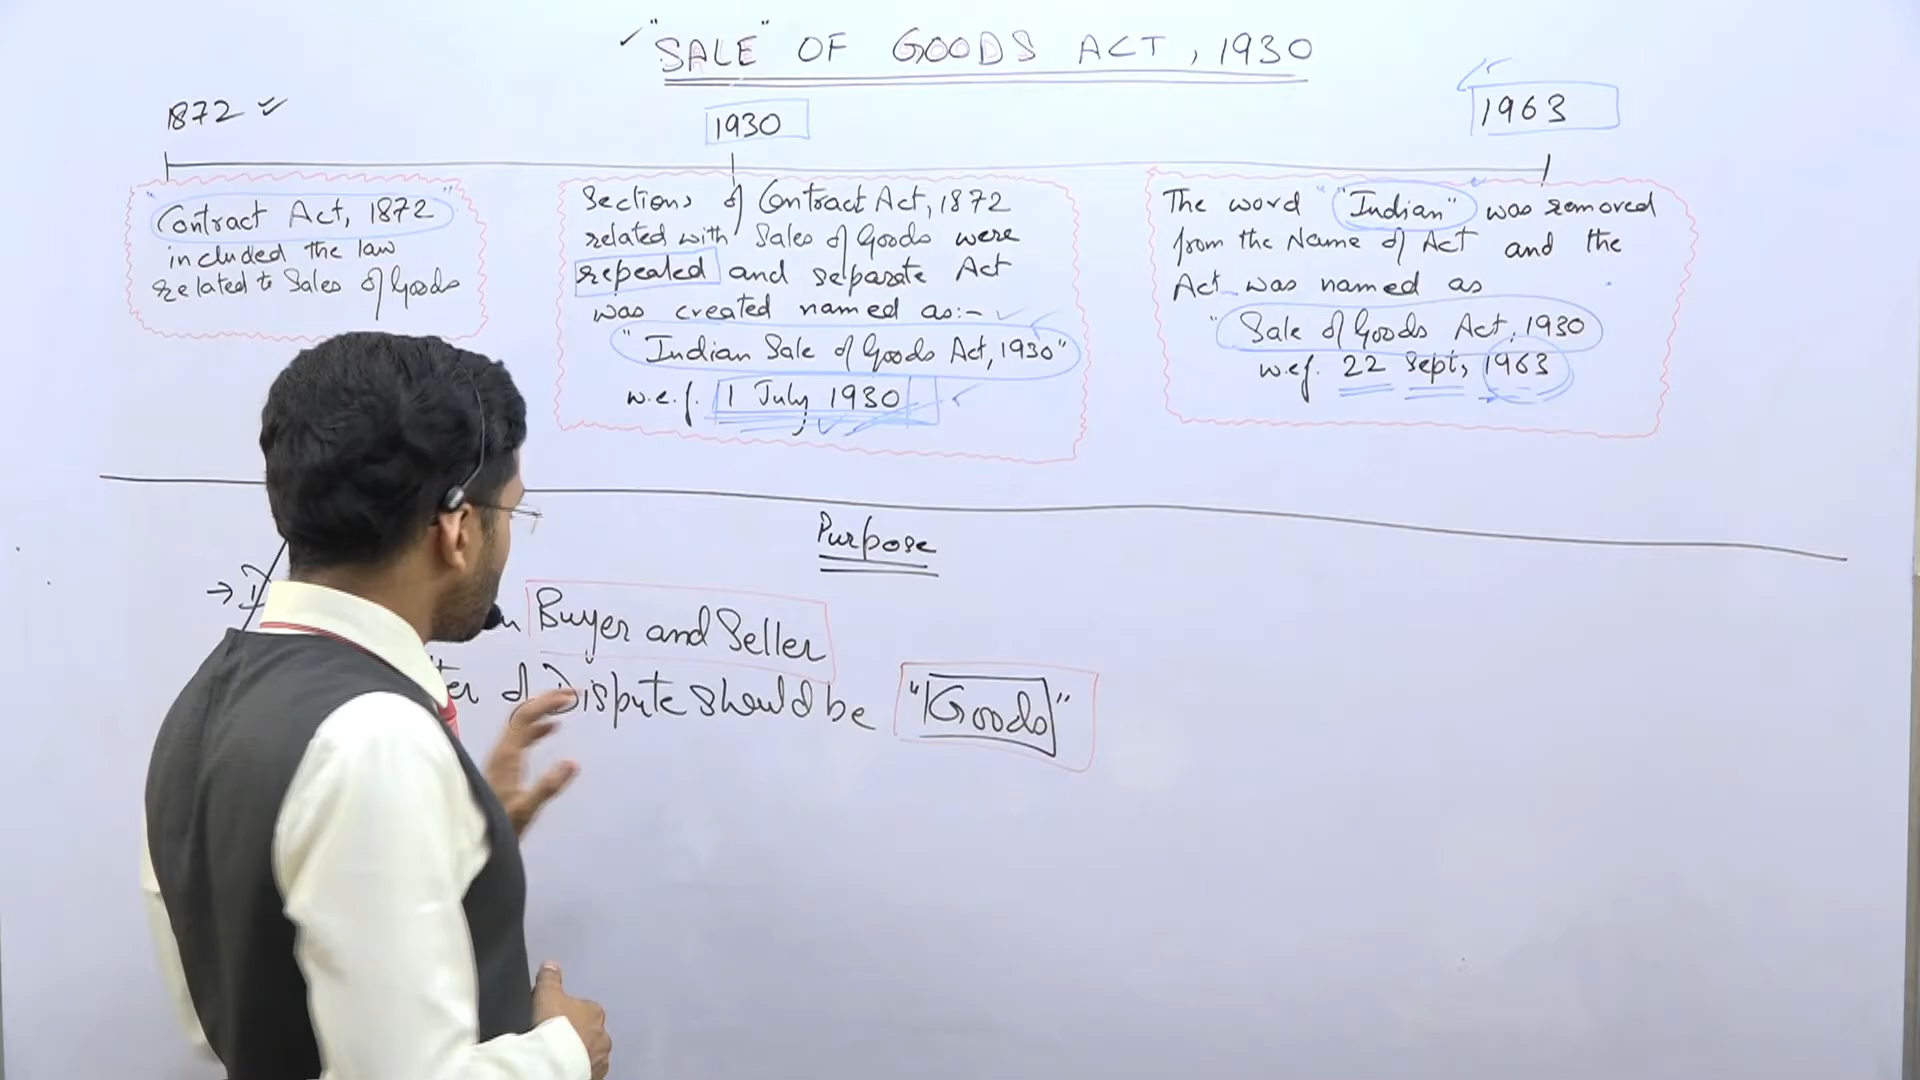 "SALE" OF GOODS ACT, 1930
1872
1930
1963
"Contract Act, 1872"
included the law
related to Sales of Goods
Sections of Contract Act, 1872
related with Sales of Goods were
repealed and separate Act
was created named as:-
"Indian Sale of Goods Act, 1930"
w.e.f. 1 July, 1930
The word "Indian" was removed
from the Name of Act and the
Act was named as
"Sale of Goods Act, 1930
w.e.f. 22 Sept, 1963
Purpose
Buyer and Seller
of Dispute should be "Goods"